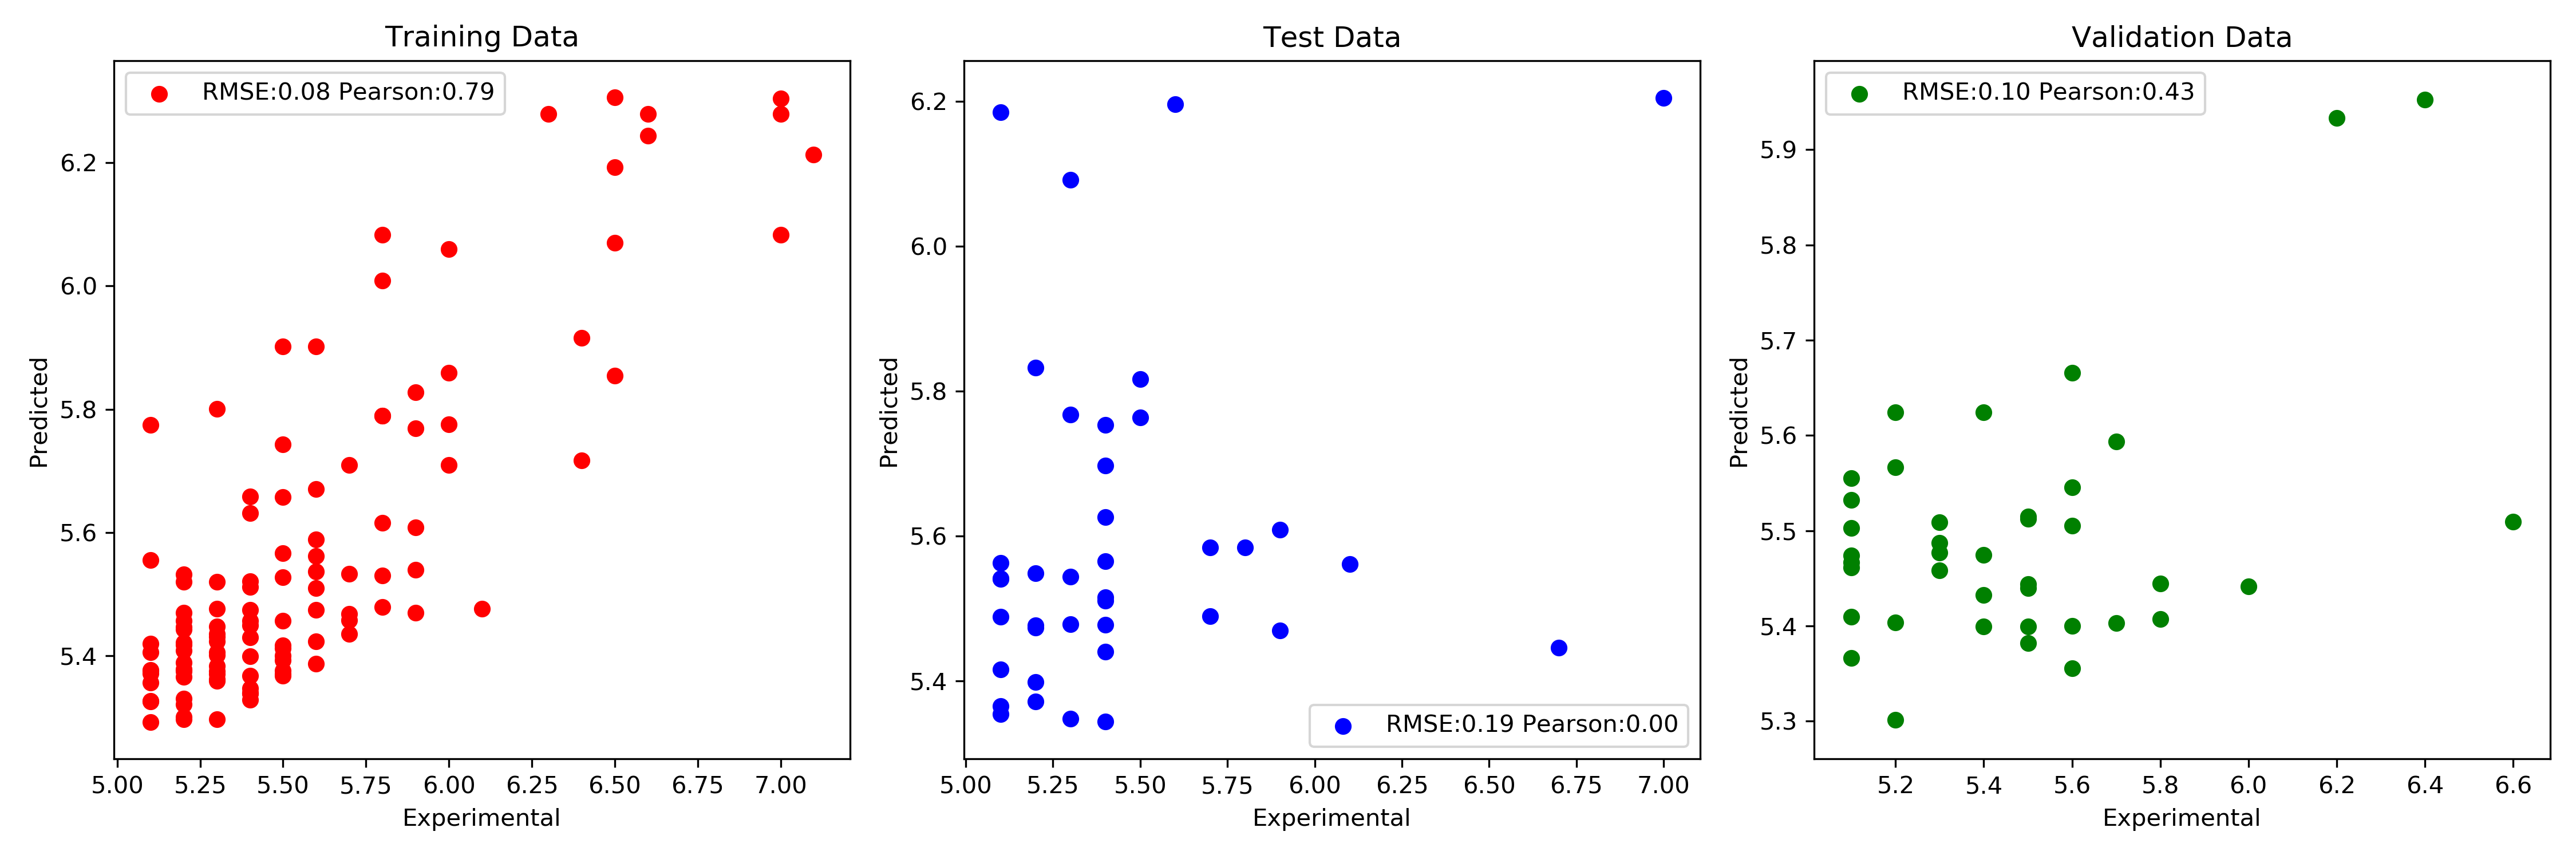 Training Data
RMSE:0.08 Pearson:0.79
6.2
6.0
5.8
5.6
5.4
Predicted
5.00 5.25 5.50 5.75 6.00 6.25 6.50 6.75 7.00
Experimental
Test Data
6.2
6.0
5.8
5.6
5.4
Predicted
RMSE:0.19 Pearson:0.00
5.00 5.25 5.50 5.75 6.00 6.25 6.50 6.75 7.00
Experimental
Validation Data
RMSE:0.10 Pearson:0.43
5.9
5.8
5.7
5.6
5.5
5.4
5.3
Predicted
5.2 5.4 5.6 5.8 6.0 6.2 6.4 6.6
Experimental